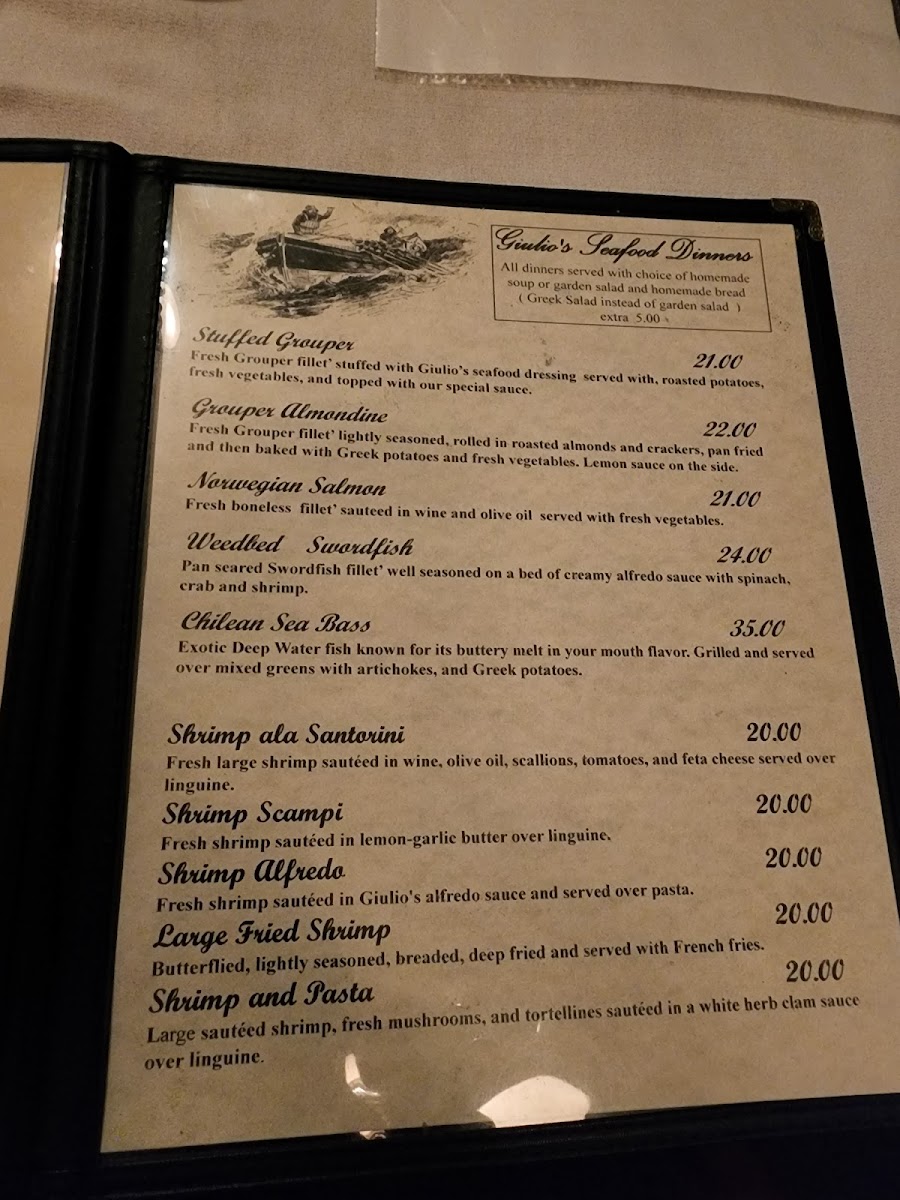 Giulio's Seafood Dinners
All dinners served with choice of homemade
soup or garden salad and homemade bread
( Greek Salad instead of garden salad )
extra 5.00
Stuffed Grouper 21.00
Fresh Grouper fillet' stuffed with Giulio's seafood dressing served with, roasted potatoes,
fresh vegetables, and topped with our special sauce.
Grouper Almondine 22.00
Fresh Grouper fillet' lightly seasoned, rolled in roasted almonds and crackers, pan fried
and then baked with Greek potatoes and fresh vegetables. Lemon sauce on the side.
Norwegian Salmon 21.00
Fresh boneless fillet' sauteed in wine and olive oil served with fresh vegetables.
Weedbed Swordfish 24.00
Pan seared Swordfish fillet' well seasoned on a bed of creamy alfredo sauce with spinach,
crab and shrimp.
Chilean Sea Bass 35.00
Exotic Deep Water fish known for its buttery melt in your mouth flavor. Grilled and served
over mixed greens with artichokes, and Greek potatoes.
Shrimp ala Santorini 20.00
Fresh large shrimp sautéed in wine, olive oil, scallions, tomatoes, and feta cheese served over
linguine.
Shrimp Scampi 20.00
Fresh shrimp sautéed in lemon-garlic butter over linguine.
Shrimp Alfredo 20.00
Fresh shrimp sautéed in Giulio's alfredo sauce and served over pasta.
Large Fried Shrimp 20.00
Butterflied, lightly seasoned, breaded, deep fried and served with French fries.
Shrimp and Pasta 20.00
Large sautéed shrimp, fresh mushrooms, and tortellines sautéed in a white herb clam sauce
over linguine.